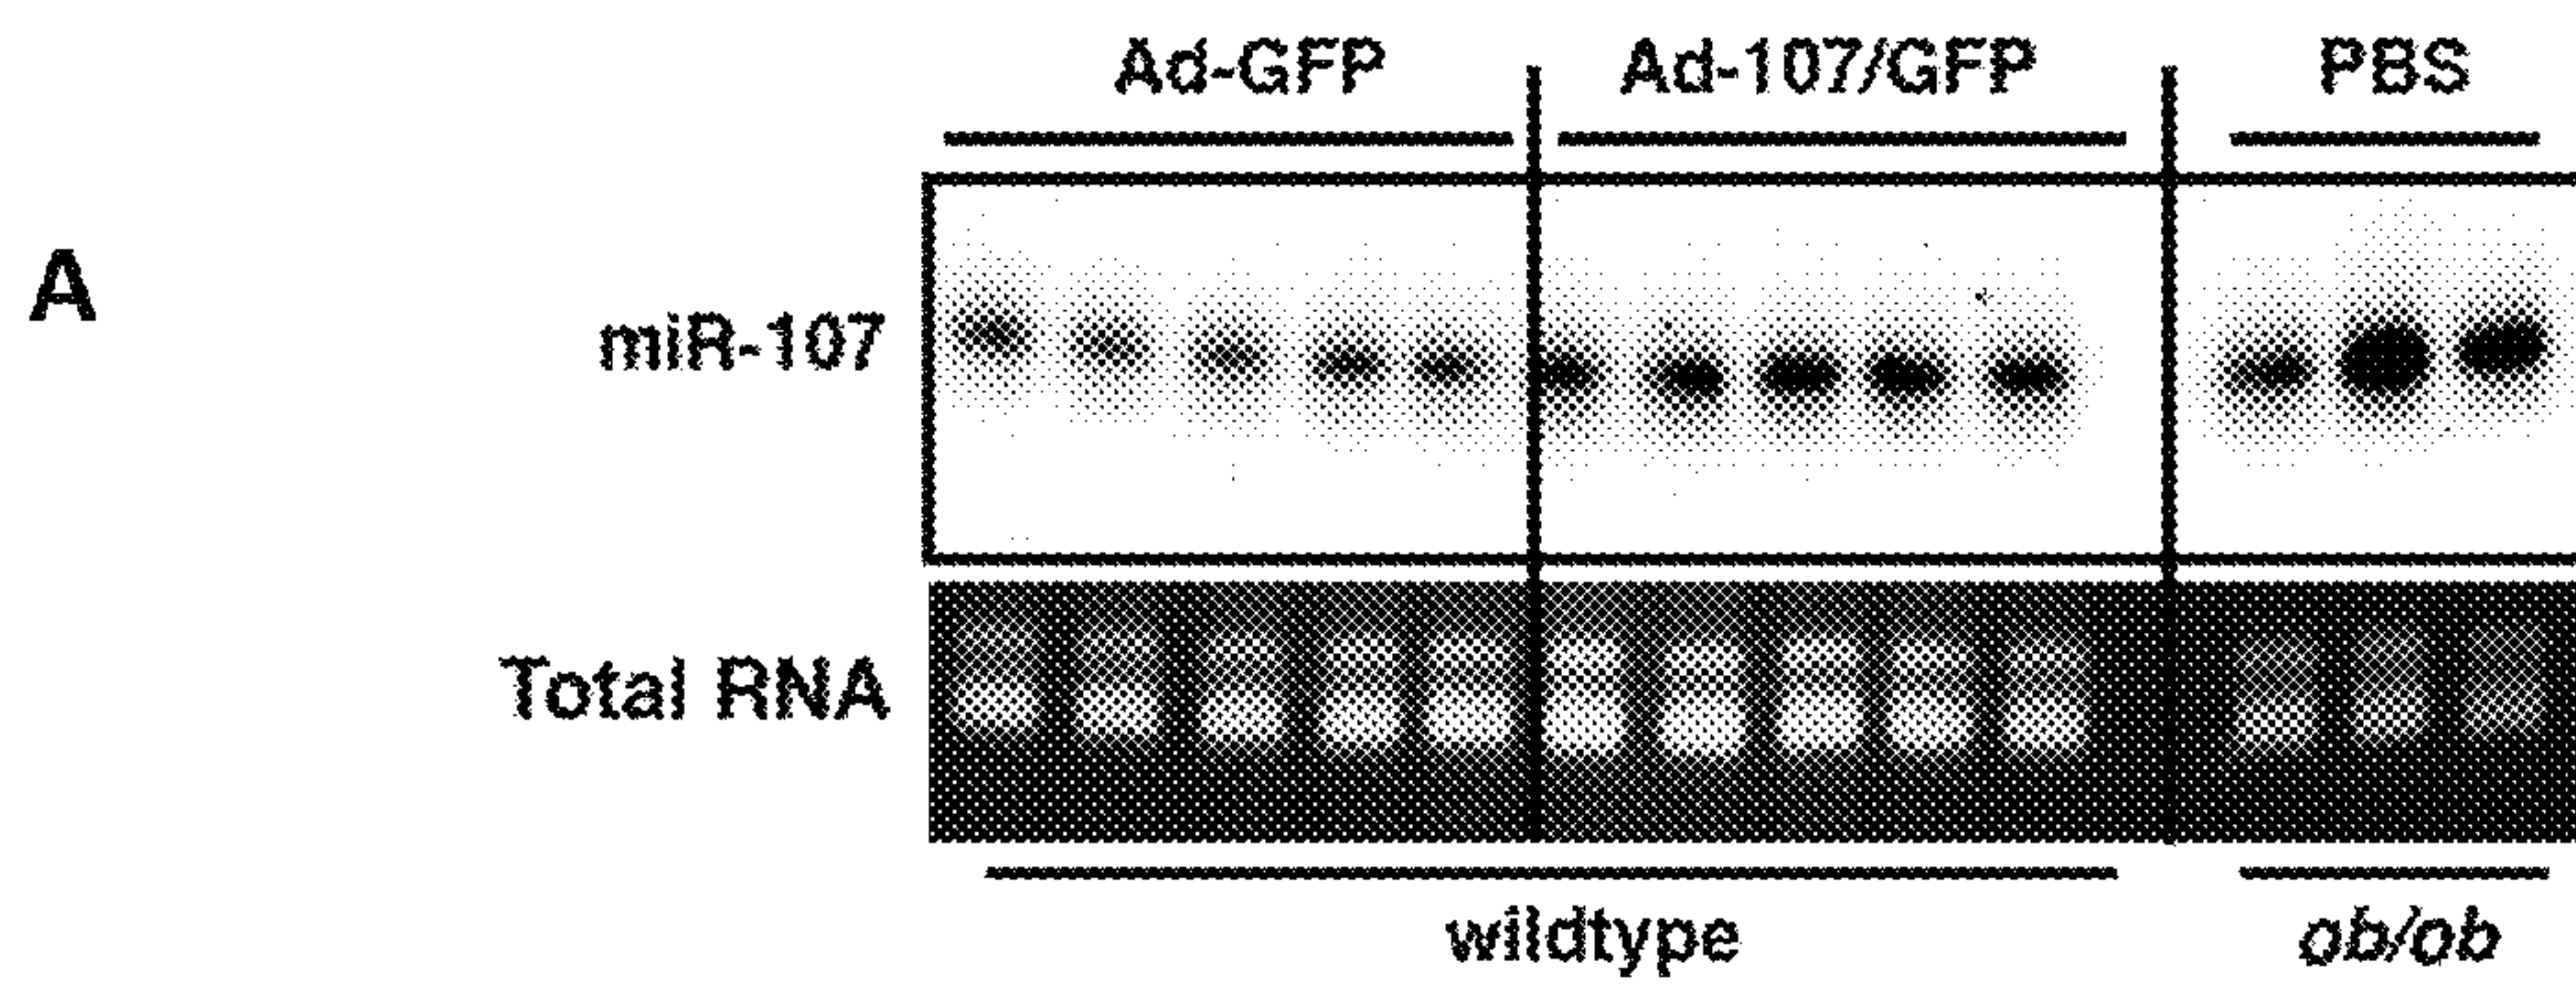 Ad-GFP Ad-107/GFP PBS
A
miR-107
Total RNA
wildtype ob/ob